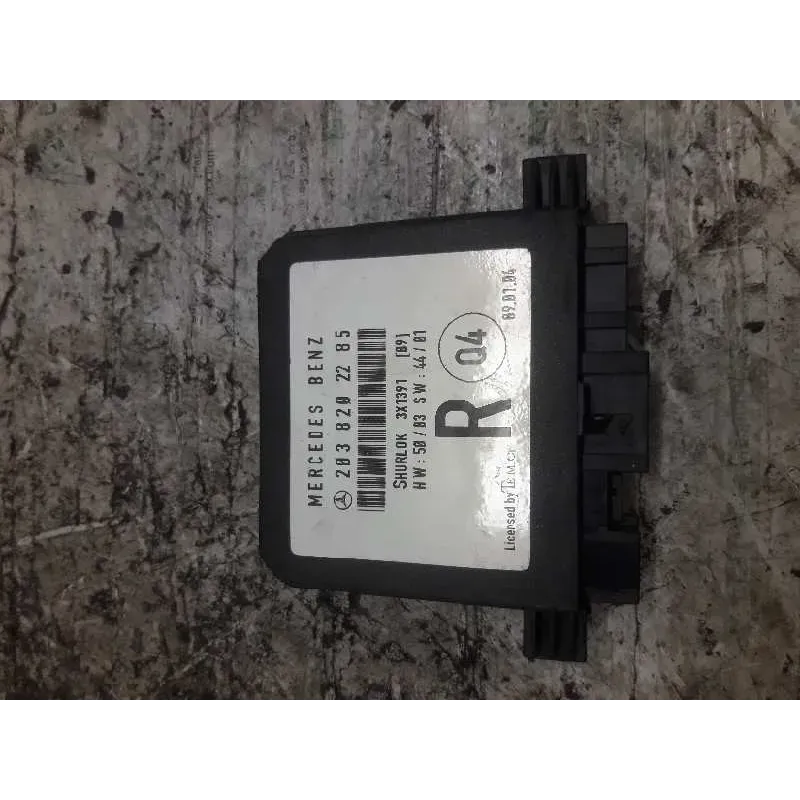 MERCEDES BENZ
203 820 22 85
SHURLOK 3X1391 [B9]
HW: 50/03 SW: 44/01
R Q4
Licensed by 09.01.04